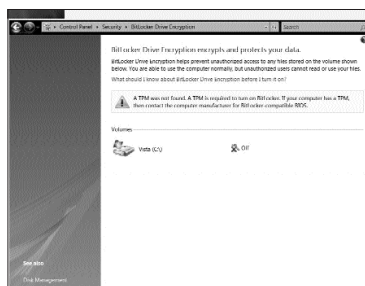 Control Panel ▸ Security ▸ BitLocker Drive Encryption
Search
BitLocker Drive Encryption encrypts and protects your data.
BitLocker Drive Encryption helps prevent unauthorized access to any files stored on the volume shown
below. You are able to use the computer normally, but unauthorized users cannot read or use your files.
What should I know about BitLocker Drive Encryption before I turn it on?
A TPM was not found. A TPM is required to turn on BitLocker. If your computer has a TPM,
then contact the computer manufacturer for BitLocker compatible BIOS.
Volumes
Vista (C:\)
Off
See also
Disk Management